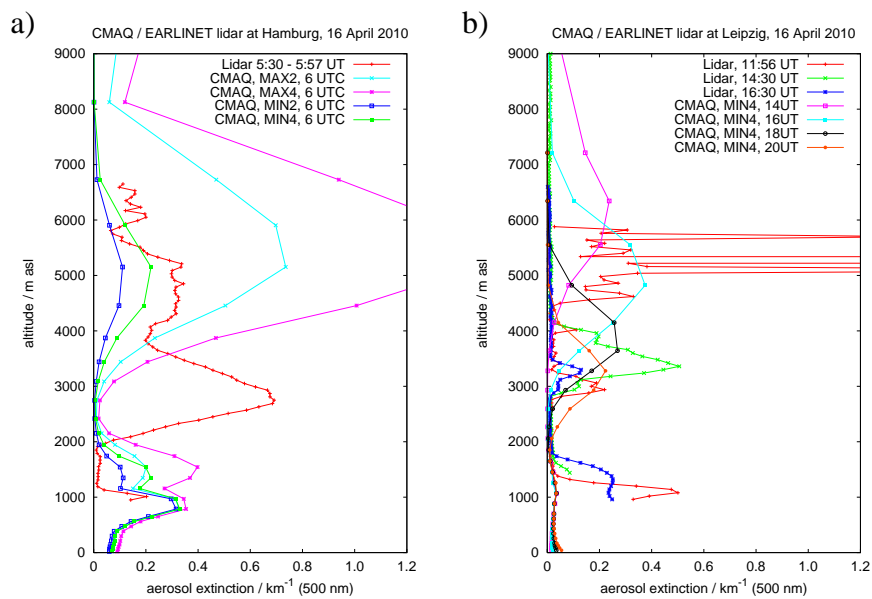 a)
CMAQ / EARLINET lidar at Hamburg, 16 April 2010
Lidar 5:30 - 5:57 UT
CMAQ, MAX2, 6 UTC
CMAQ, MAX4, 6 UTC
CMAQ, MIN2, 6 UTC
CMAQ, MIN4, 6 UTC
altitude / m asl
9000
8000
7000
6000
5000
4000
3000
2000
1000
0
0 0.2 0.4 0.6 0.8 1 1.2
aerosol extinction / km-1 (500 nm)
b)
CMAQ / EARLINET lidar at Leipzig, 16 April 2010
Lidar, 11:56 UT
Lidar, 14:30 UT
Lidar, 16:30 UT
CMAQ, MIN4, 14UT
CMAQ, MIN4, 16UT
CMAQ, MIN4, 18UT
CMAQ, MIN4, 20UT
altitude / m asl
9000
8000
7000
6000
5000
4000
3000
2000
1000
0
0 0.2 0.4 0.6 0.8 1 1.2
aerosol extinction / km-1 (500 nm)